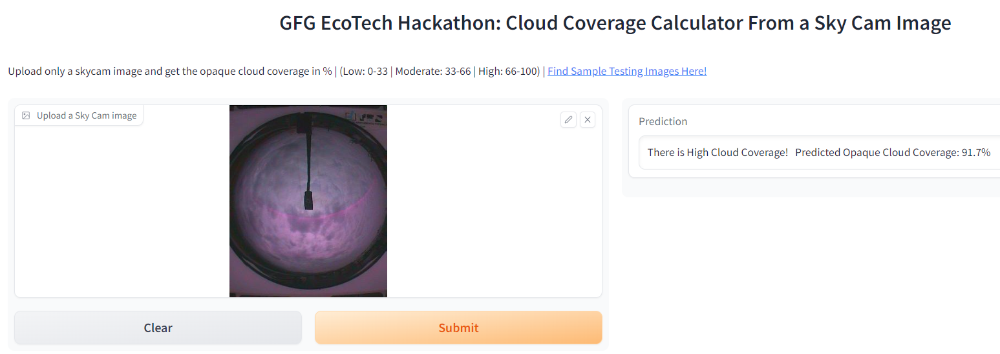 GFG EcoTech Hackathon: Cloud Coverage Calculator From a Sky Cam Image
Upload only a skycam image and get the opaque cloud coverage in % | (Low: 0-33 | Moderate: 33-66 | High: 66-100) | Find Sample Testing Images Here!
Upload a Sky Cam image
Prediction
There is High Cloud Coverage! Predicted Opaque Cloud Coverage: 91.7%
Clear
Submit